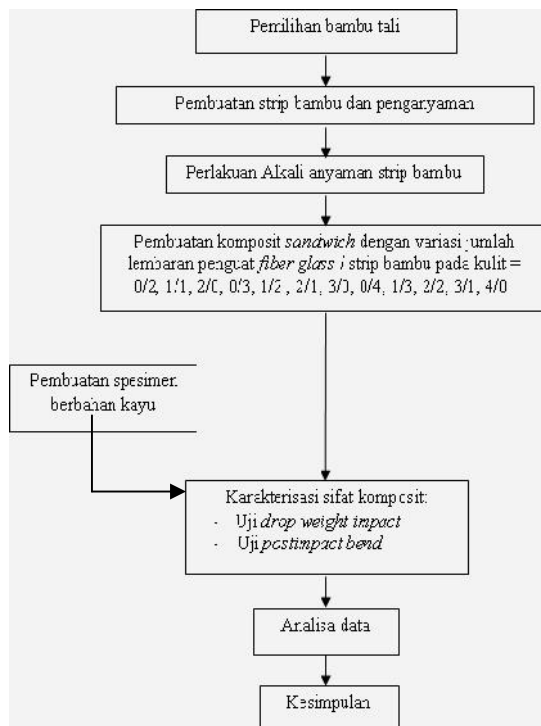 Pemilihan bambu tali
Pembuatan strip bambu dan penganyaman
Perlakuan Alkali anyaman strip bambu
Pembuatan komposit sandwich dengan variasi jumlah
lembaran penguat fiber glass / strip bambu pada kulit =
0/2, 1/1, 2/0, 0/3, 1/2 , 2/1, 3/0, 0/4, 1/3, 2/2, 3/1, 4/0
Pembuatan spesimen
berbahan kayu
Karakterisasi sifat komposit:
- Uji drop weight impact
- Uji postimpact bend
Analisa data
Kesimpulan